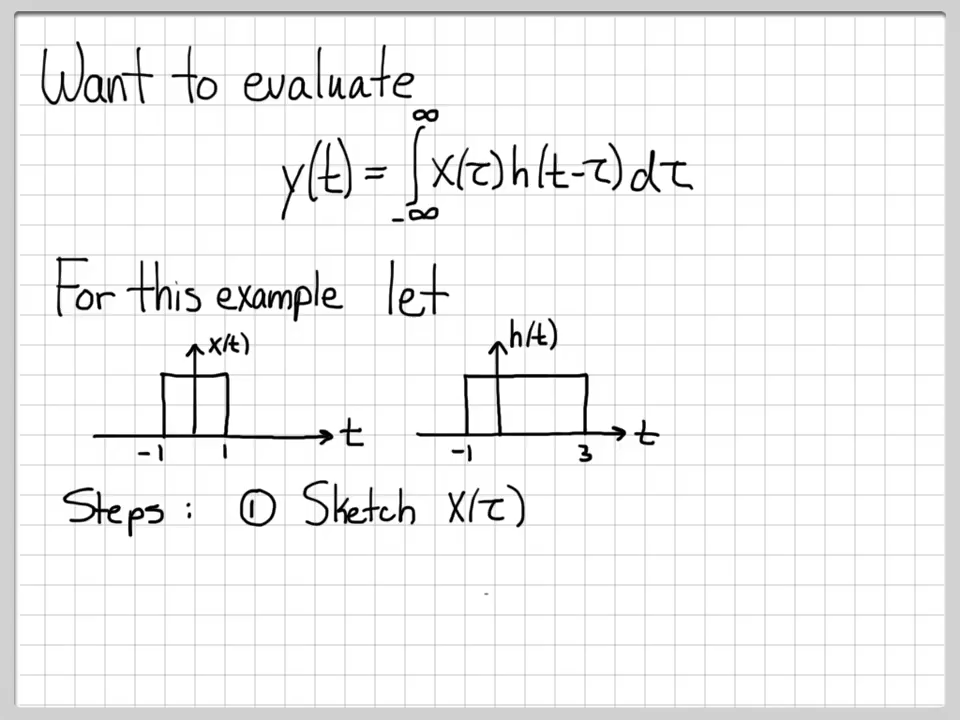 Want to evaluate
∞
y(t) = ∫ x(τ) h(t-τ) dτ
-∞
For this example let
x(t) h(t)
t t
-1 1 -1 3
Steps: ① Sketch x(τ)